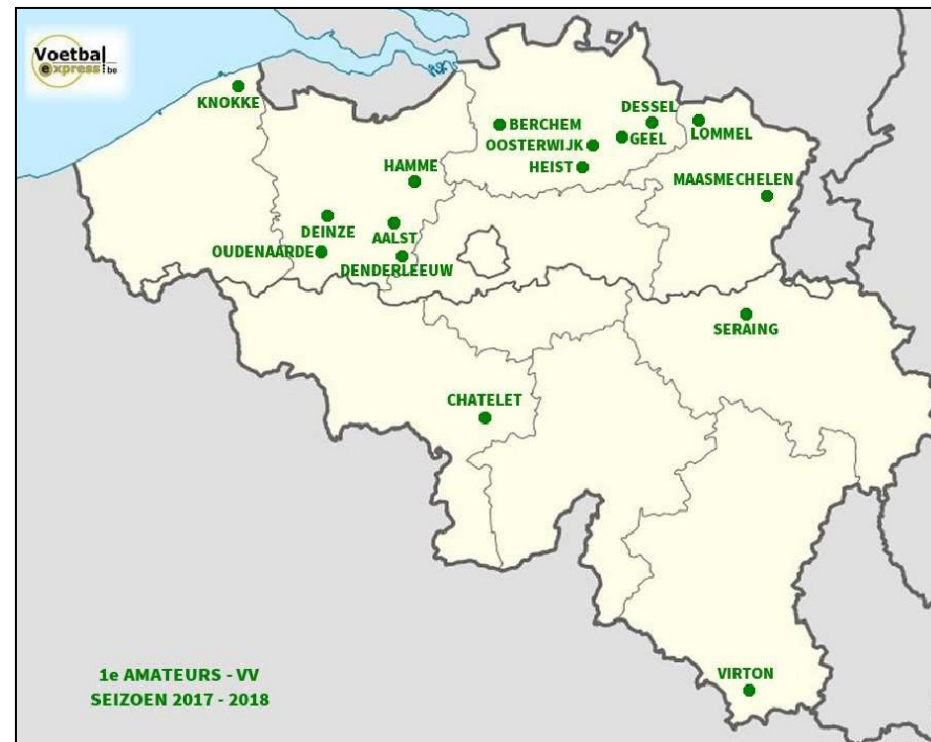 Voetbal
express.be
KNOKKE
DESSEL
BERCHEM
LOMMEL
GEEL
OOSTERWIJK
HAMME
HEIST
MAASMECHELEN
DEINZE
AALST
OUDENAARDE
DENDERLEEUW
SERAING
CHATELET
1e AMATEURS - VV
SEIZOEN 2017 - 2018
VIRTON